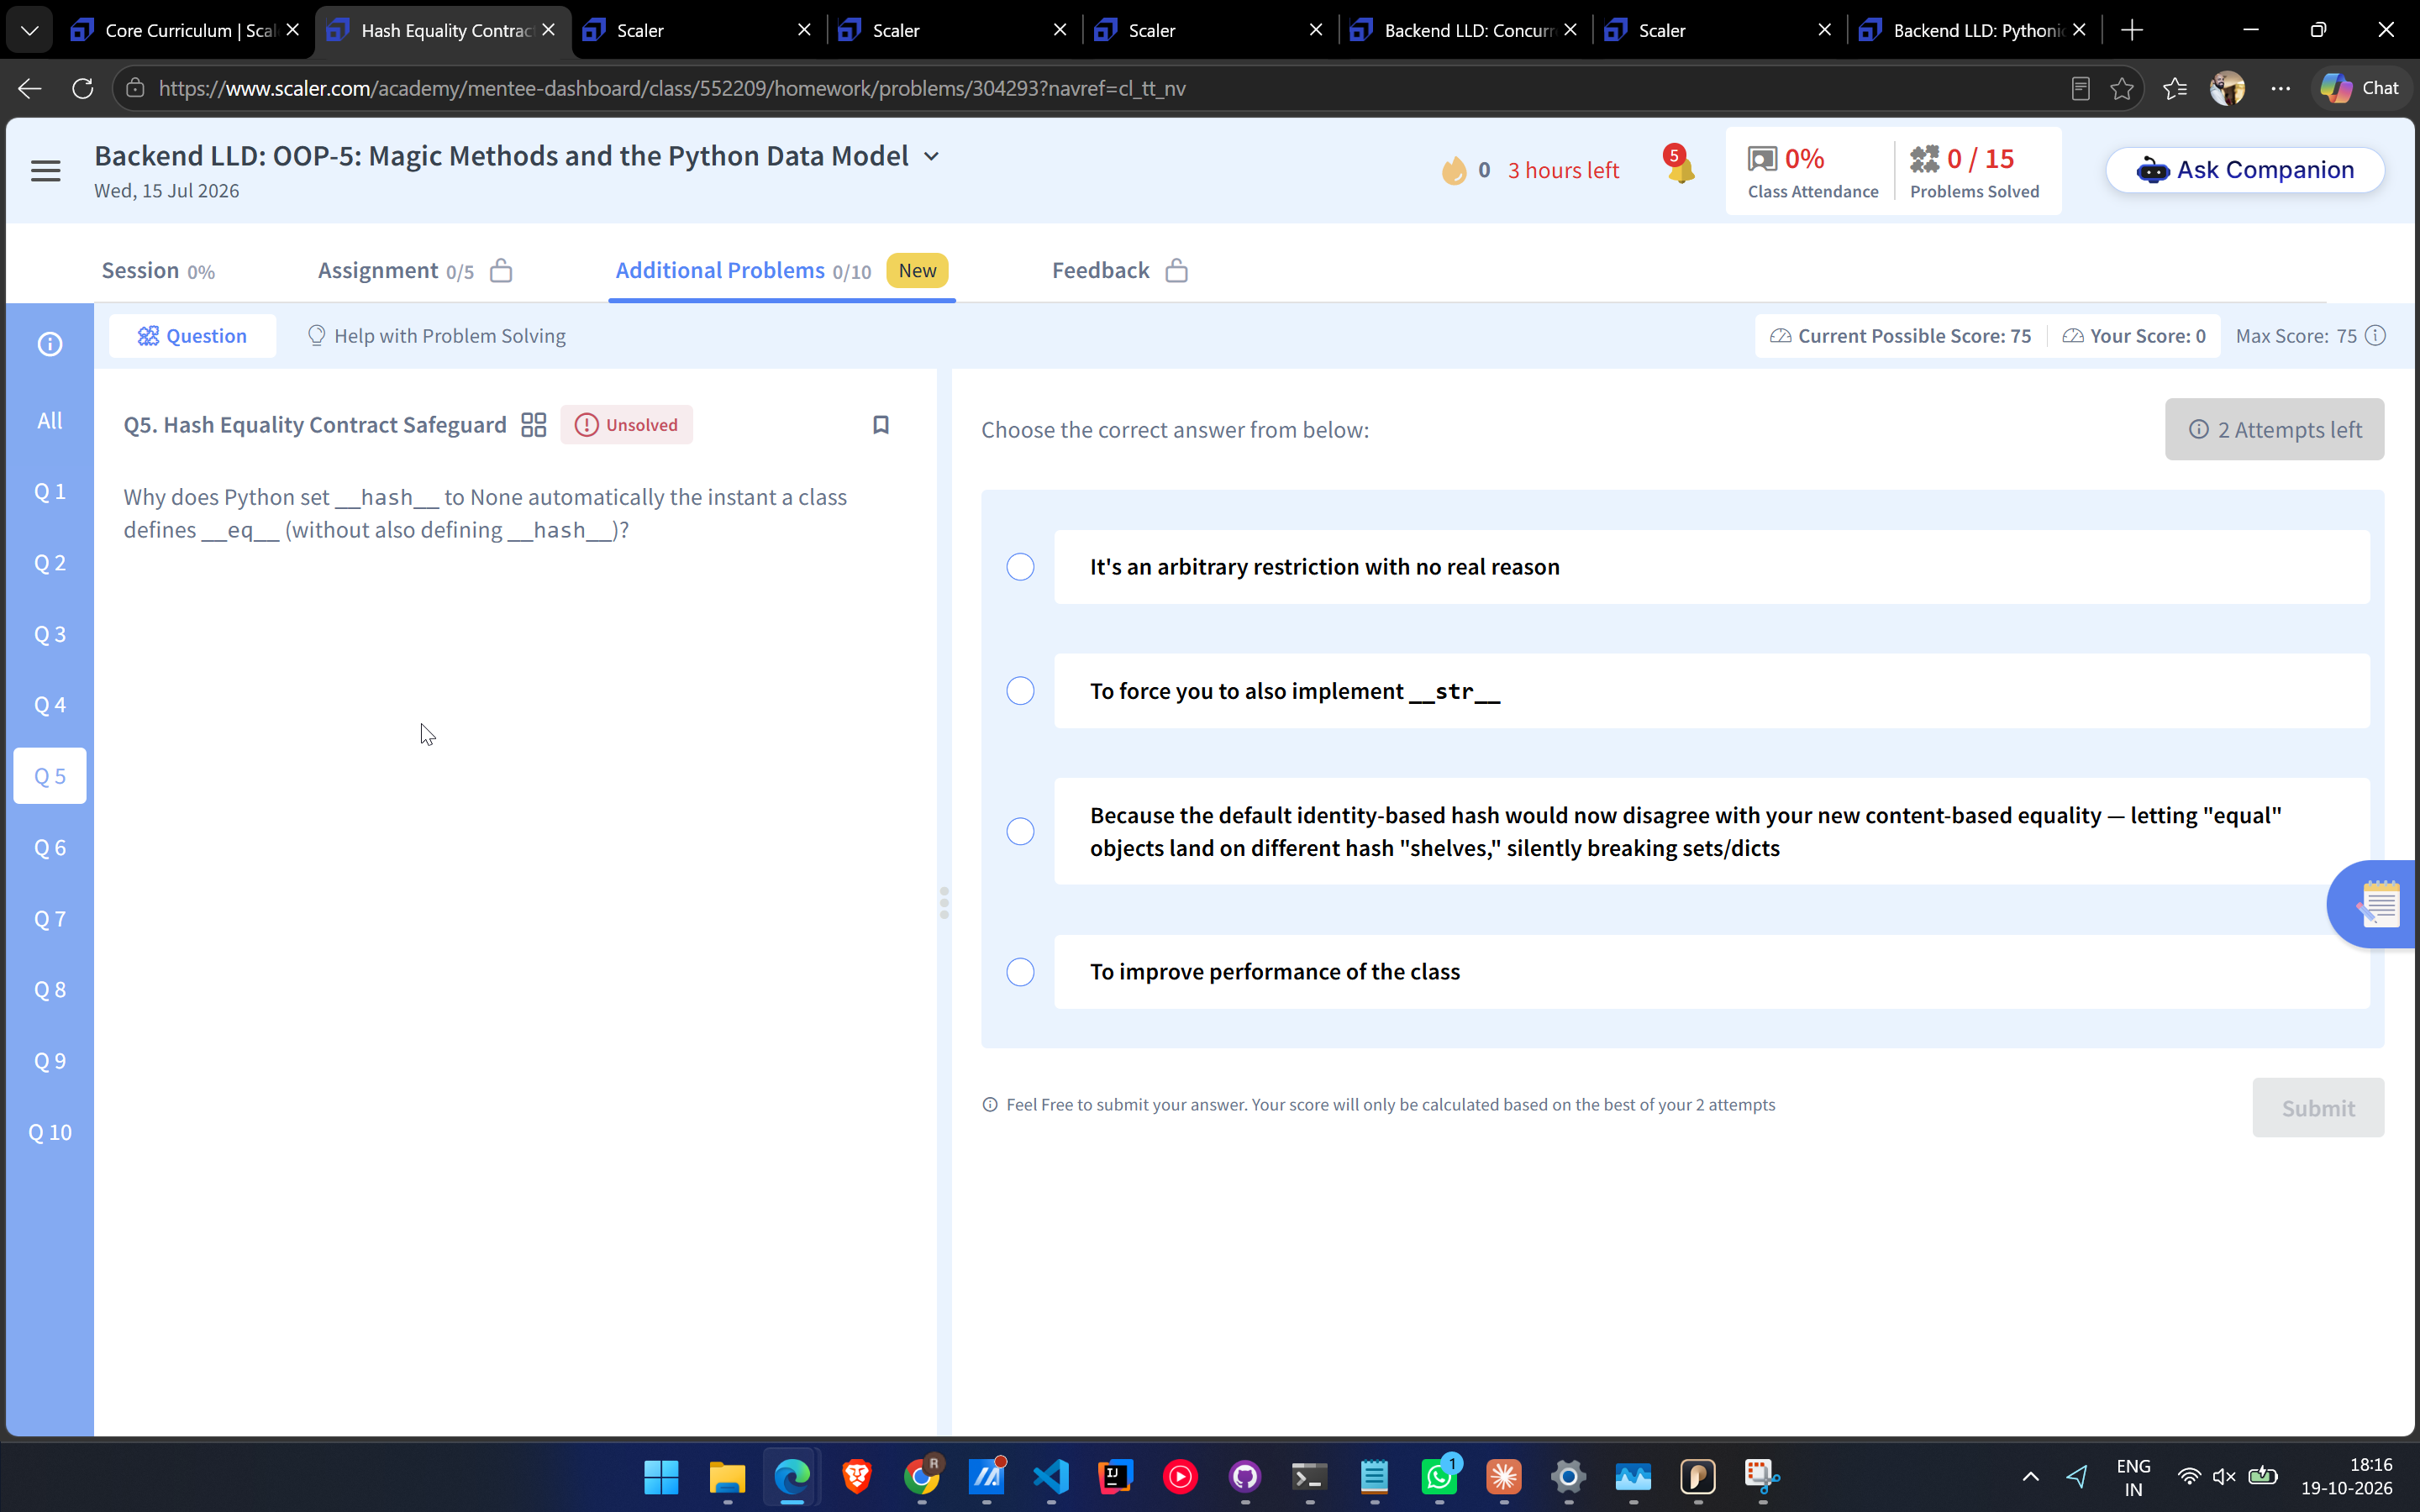 Core Curriculum | Scal
Hash Equality Contrac
Scaler
Scaler
Scaler
Backend LLD: Concurr
Scaler
Backend LLD: Pythoni
https://www.scaler.com/academy/mentee-dashboard/class/552209/homework/problems/304293?navref=cl_tt_nv
Chat
Backend LLD: OOP-5: Magic Methods and the Python Data Model
Wed, 15 Jul 2026
0 3 hours left
5
0%
Class Attendance
0 / 15
Problems Solved
Ask Companion
Session 0%
Assignment 0/5
Additional Problems 0/10 New
Feedback
Question
Help with Problem Solving
Current Possible Score: 75
Your Score: 0
Max Score: 75
All
Q 1
Q 2
Q 3
Q 4
Q 5
Q 6
Q 7
Q 8
Q 9
Q 10
Q5. Hash Equality Contract Safeguard
Unsolved
Why does Python set __hash__ to None automatically the instant a class
defines __eq__ (without also defining __hash__)?
Choose the correct answer from below:
2 Attempts left
It's an arbitrary restriction with no real reason
To force you to also implement __str__
Because the default identity-based hash would now disagree with your new content-based equality — letting "equal"
objects land on different hash "shelves," silently breaking sets/dicts
To improve performance of the class
Feel Free to submit your answer. Your score will only be calculated based on the best of your 2 attempts
Submit
R
IJ
1
ENG
IN
18:16
19-10-2026